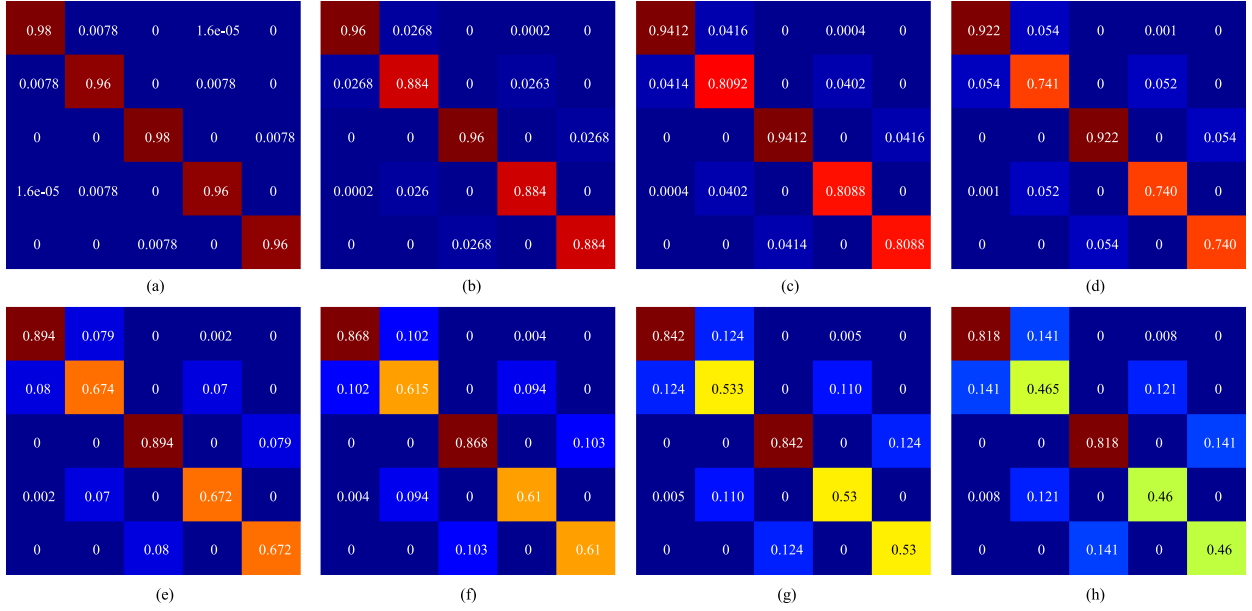 0.98 0.0078 0 1.6e-05 0 0.96 0.0268 0 0.0002 0 0.9412 0.0416 0 0.0004 0 0.922 0.054 0 0.001 0
0.0078 0.96 0 0.0078 0 0.0268 0.884 0 0.0263 0 0.0414 0.8092 0 0.0402 0 0.054 0.741 0 0.052 0
0 0 0.98 0 0.0078 0 0 0.96 0 0.0268 0 0 0.9412 0 0.0416 0 0 0.922 0 0.054
1.6e-05 0.0078 0 0.96 0 0.0002 0.026 0 0.884 0 0.0004 0.0402 0 0.8088 0 0.001 0.052 0 0.740 0
0 0 0.0078 0 0.96 0 0 0.0268 0 0.884 0 0 0.0414 0 0.8088 0 0 0.054 0 0.740
(a) (b) (c) (d)
0.894 0.079 0 0.002 0 0.868 0.102 0 0.004 0 0.842 0.124 0 0.005 0 0.818 0.141 0 0.008 0
0.08 0.674 0 0.07 0 0.102 0.615 0 0.094 0 0.124 0.533 0 0.110 0 0.141 0.465 0 0.121 0
0 0 0.894 0 0.079 0 0 0.868 0 0.103 0 0 0.842 0 0.124 0 0 0.818 0 0.141
0.002 0.07 0 0.672 0 0.004 0.094 0 0.61 0 0.005 0.110 0 0.53 0 0.008 0.121 0 0.46 0
0 0 0.08 0 0.672 0 0 0.103 0 0.61 0 0 0.124 0 0.53 0 0 0.141 0 0.46
(e) (f) (g) (h)